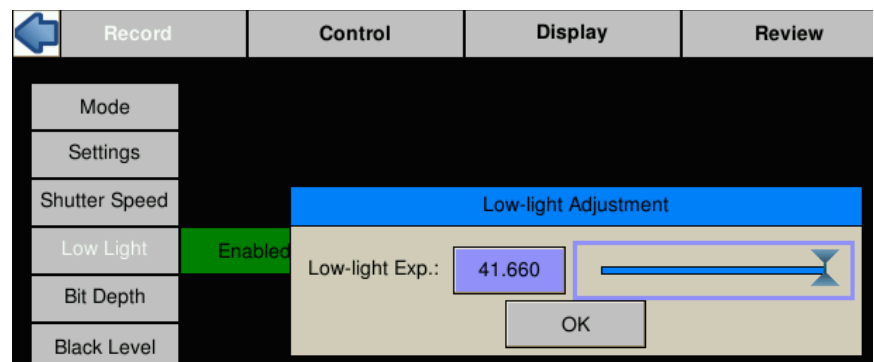 Record Control Display Review
Mode
Settings
Shutter Speed
Low-light Adjustment
Low Light Enabled
Low-light Exp.: 41.660
Bit Depth
OK
Black Level